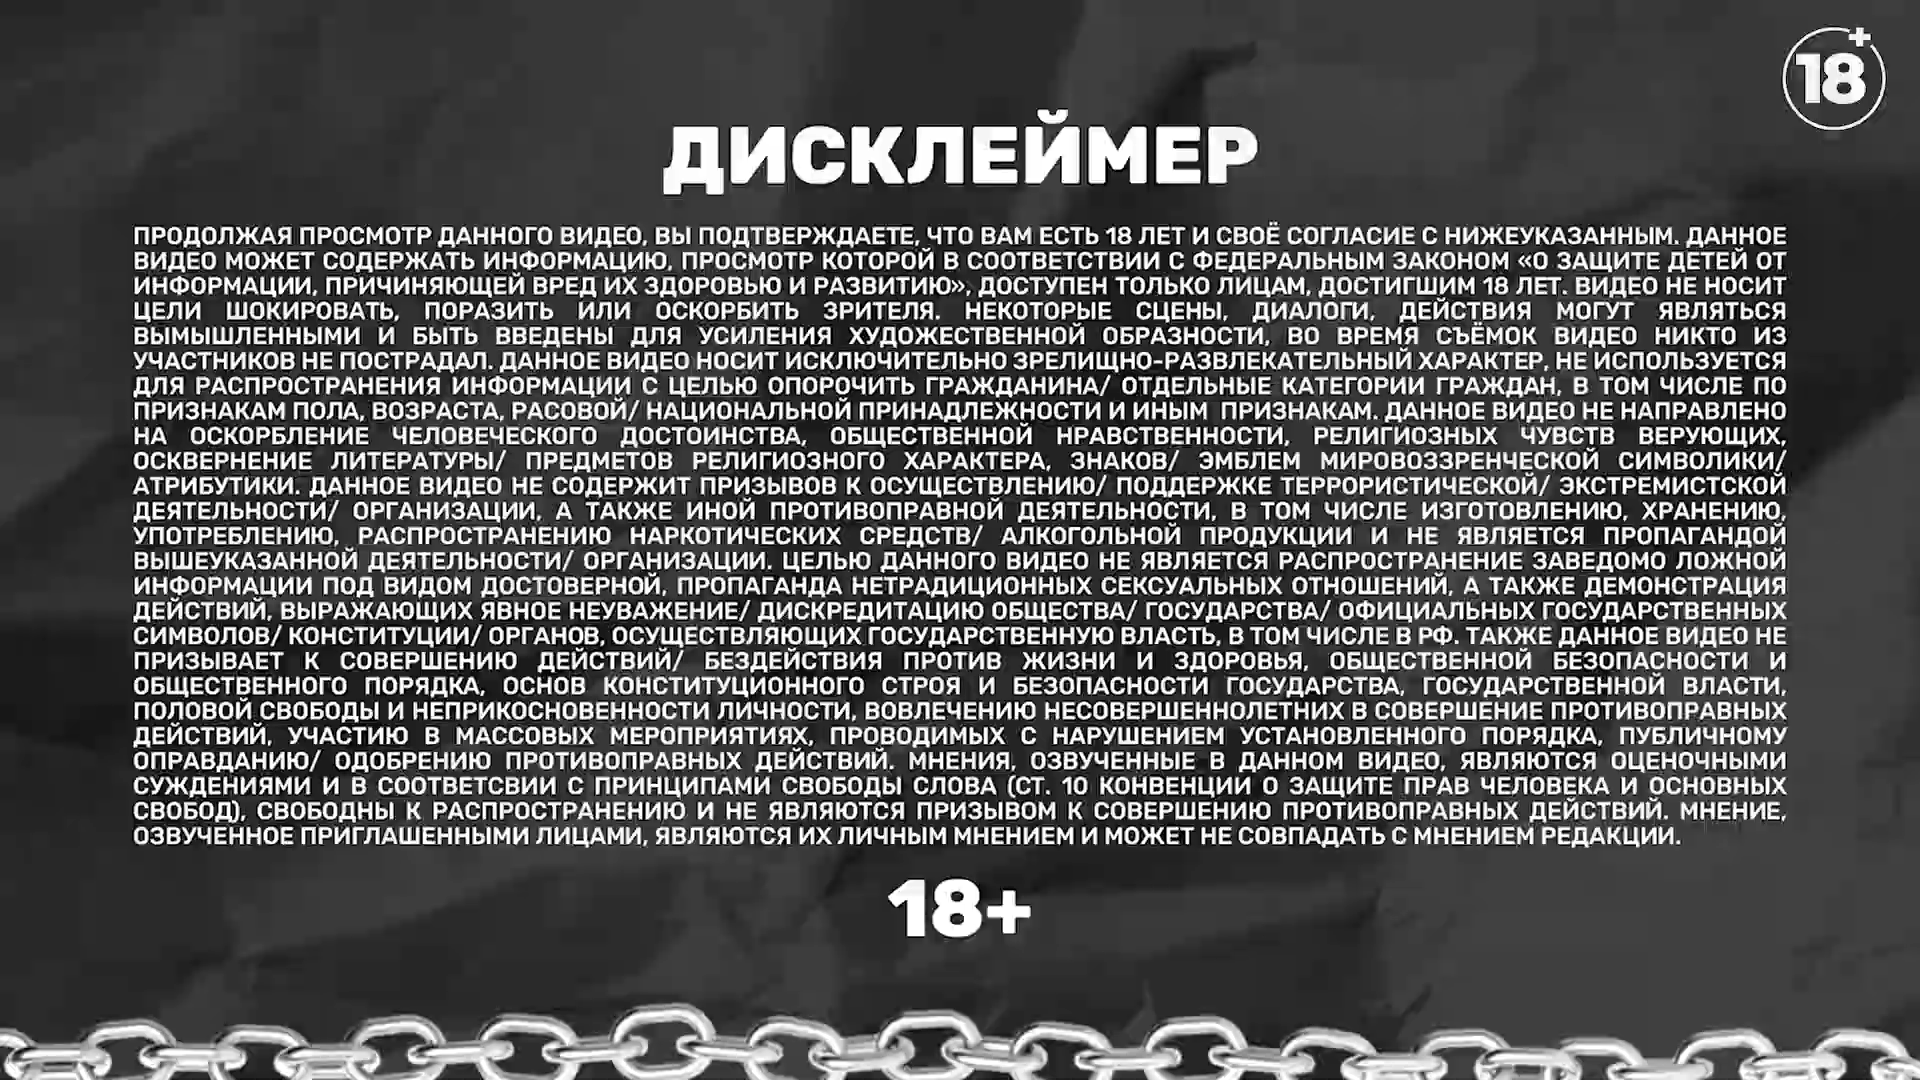 18+
ДИСКЛЕЙМЕР
ПРОДОЛЖАЯ ПРОСМОТР ДАННОГО ВИДЕО, ВЫ ПОДТВЕРЖДАЕТЕ, ЧТО ВАМ ЕСТЬ 18 ЛЕТ И СВОЁ СОГЛАСИЕ С НИЖЕУКАЗАННЫМ. ДАННОЕ
ВИДЕО МОЖЕТ СОДЕРЖАТЬ ИНФОРМАЦИЮ, ПРОСМОТР КОТОРОЙ В СООТВЕТСТВИИ С ФЕДЕРАЛЬНЫМ ЗАКОНОМ «О ЗАЩИТЕ ДЕТЕЙ ОТ
ИНФОРМАЦИИ, ПРИЧИНЯЮЩЕЙ ВРЕД ИХ ЗДОРОВЬЮ И РАЗВИТИЮ», ДОСТУПЕН ТОЛЬКО ЛИЦАМ, ДОСТИГШИМ 18 ЛЕТ. ВИДЕО НЕ НОСИТ
ЦЕЛИ ШОКИРОВАТЬ, ПОРАЗИТЬ ИЛИ ОСКОРБИТЬ ЗРИТЕЛЯ. НЕКОТОРЫЕ СЦЕНЫ, ДИАЛОГИ, ДЕЙСТВИЯ МОГУТ ЯВЛЯТЬСЯ
ВЫМЫШЛЕННЫМИ И БЫТЬ ВВЕДЕНЫ ДЛЯ УСИЛЕНИЯ ХУДОЖЕСТВЕННОЙ ОБРАЗНОСТИ, ВО ВРЕМЯ СЪЁМОК ВИДЕО НИКТО ИЗ
УЧАСТНИКОВ НЕ ПОСТРАДАЛ. ДАННОЕ ВИДЕО НОСИТ ИСКЛЮЧИТЕЛЬНО ЗРЕЛИЩНО-РАЗВЛЕКАТЕЛЬНЫЙ ХАРАКТЕР, НЕ ИСПОЛЬЗУЕТСЯ
ДЛЯ РАСПРОСТРАНЕНИЯ ИНФОРМАЦИИ С ЦЕЛЬЮ ОПОРОЧИТЬ ГРАЖДАНИНА/ ОТДЕЛЬНЫЕ КАТЕГОРИИ ГРАЖДАН, В ТОМ ЧИСЛЕ ПО
ПРИЗНАКАМ ПОЛА, ВОЗРАСТА, РАСОВОЙ/ НАЦИОНАЛЬНОЙ ПРИНАДЛЕЖНОСТИ И ИНЫМ ПРИЗНАКАМ. ДАННОЕ ВИДЕО НЕ НАПРАВЛЕНО
НА ОСКОРБЛЕНИЕ ЧЕЛОВЕЧЕСКОГО ДОСТОИНСТВА, ОБЩЕСТВЕННОЙ НРАВСТВЕННОСТИ, РЕЛИГИОЗНЫХ ЧУВСТВ ВЕРУЮЩИХ,
ОСКВЕРНЕНИЕ ЛИТЕРАТУРЫ/ ПРЕДМЕТОВ РЕЛИГИОЗНОГО ХАРАКТЕРА, ЗНАКОВ/ ЭМБЛЕМ МИРОВОЗЗРЕНЧЕСКОЙ СИМВОЛИКИ/
АТРИБУТИКИ. ДАННОЕ ВИДЕО НЕ СОДЕРЖИТ ПРИЗЫВОВ К ОСУЩЕСТВЛЕНИЮ/ ПОДДЕРЖКЕ ТЕРРОРИСТИЧЕСКОЙ/ ЭКСТРЕМИСТСКОЙ
ДЕЯТЕЛЬНОСТИ/ ОРГАНИЗАЦИИ, А ТАКЖЕ ИНОЙ ПРОТИВОПРАВНОЙ ДЕЯТЕЛЬНОСТИ, В ТОМ ЧИСЛЕ ИЗГОТОВЛЕНИЮ, ХРАНЕНИЮ,
УПОТРЕБЛЕНИЮ, РАСПРОСТРАНЕНИЮ НАРКОТИЧЕСКИХ СРЕДСТВ/ АЛКОГОЛЬНОЙ ПРОДУКЦИИ И НЕ ЯВЛЯЕТСЯ ПРОПАГАНДОЙ
ВЫШЕУКАЗАННОЙ ДЕЯТЕЛЬНОСТИ/ ОРГАНИЗАЦИИ. ЦЕЛЬЮ ДАННОГО ВИДЕО НЕ ЯВЛЯЕТСЯ РАСПРОСТРАНЕНИЕ ЗАВЕДОМО ЛОЖНОЙ
ИНФОРМАЦИИ ПОД ВИДОМ ДОСТОВЕРНОЙ, ПРОПАГАНДА НЕТРАДИЦИОННЫХ СЕКСУАЛЬНЫХ ОТНОШЕНИЙ, А ТАКЖЕ ДЕМОНСТРАЦИЯ
ДЕЙСТВИЙ, ВЫРАЖАЮЩИХ ЯВНОЕ НЕУВАЖЕНИЕ/ ДИСКРЕДИТАЦИЮ ОБЩЕСТВА/ ГОСУДАРСТВА/ ОФИЦИАЛЬНЫХ ГОСУДАРСТВЕННЫХ
СИМВОЛОВ/ КОНСТИТУЦИИ/ ОРГАНОВ, ОСУЩЕСТВЛЯЮЩИХ ГОСУДАРСТВЕННУЮ ВЛАСТЬ, В ТОМ ЧИСЛЕ В РФ. ТАКЖЕ ДАННОЕ ВИДЕО НЕ
ПРИЗЫВАЕТ К СОВЕРШЕНИЮ ДЕЙСТВИЙ/ БЕЗДЕЙСТВИЯ ПРОТИВ ЖИЗНИ И ЗДОРОВЬЯ, ОБЩЕСТВЕННОЙ БЕЗОПАСНОСТИ И
ОБЩЕСТВЕННОГО ПОРЯДКА, ОСНОВ КОНСТИТУЦИОННОГО СТРОЯ И БЕЗОПАСНОСТИ ГОСУДАРСТВА, ГОСУДАРСТВЕННОЙ ВЛАСТИ,
ПОЛОВОЙ СВОБОДЫ И НЕПРИКОСНОВЕННОСТИ ЛИЧНОСТИ, ВОВЛЕЧЕНИЮ НЕСОВЕРШЕННОЛЕТНИХ В СОВЕРШЕНИЕ ПРОТИВОПРАВНЫХ
ДЕЙСТВИЙ, УЧАСТИЮ В МАССОВЫХ МЕРОПРИЯТИЯХ, ПРОВОДИМЫХ С НАРУШЕНИЕМ УСТАНОВЛЕННОГО ПОРЯДКА, ПУБЛИЧНОМУ
ОПРАВДАНИЮ/ ОДОБРЕНИЮ ПРОТИВОПРАВНЫХ ДЕЙСТВИЙ. МНЕНИЯ, ОЗВУЧЕННЫЕ В ДАННОМ ВИДЕО, ЯВЛЯЮТСЯ ОЦЕНОЧНЫМИ
СУЖДЕНИЯМИ И В СООТВЕТСВИИ С ПРИНЦИПАМИ СВОБОДЫ СЛОВА (СТ. 10 КОНВЕНЦИИ О ЗАЩИТЕ ПРАВ ЧЕЛОВЕКА И ОСНОВНЫХ
СВОБОД), СВОБОДНЫ К РАСПРОСТРАНЕНИЮ И НЕ ЯВЛЯЮТСЯ ПРИЗЫВОМ К СОВЕРШЕНИЮ ПРОТИВОПРАВНЫХ ДЕЙСТВИЙ. МНЕНИЕ,
ОЗВУЧЕННОЕ ПРИГЛАШЕННЫМИ ЛИЦАМИ, ЯВЛЯЮТСЯ ИХ ЛИЧНЫМ МНЕНИЕМ И МОЖЕТ НЕ СОВПАДАТЬ С МНЕНИЕМ РЕДАКЦИИ.
18+